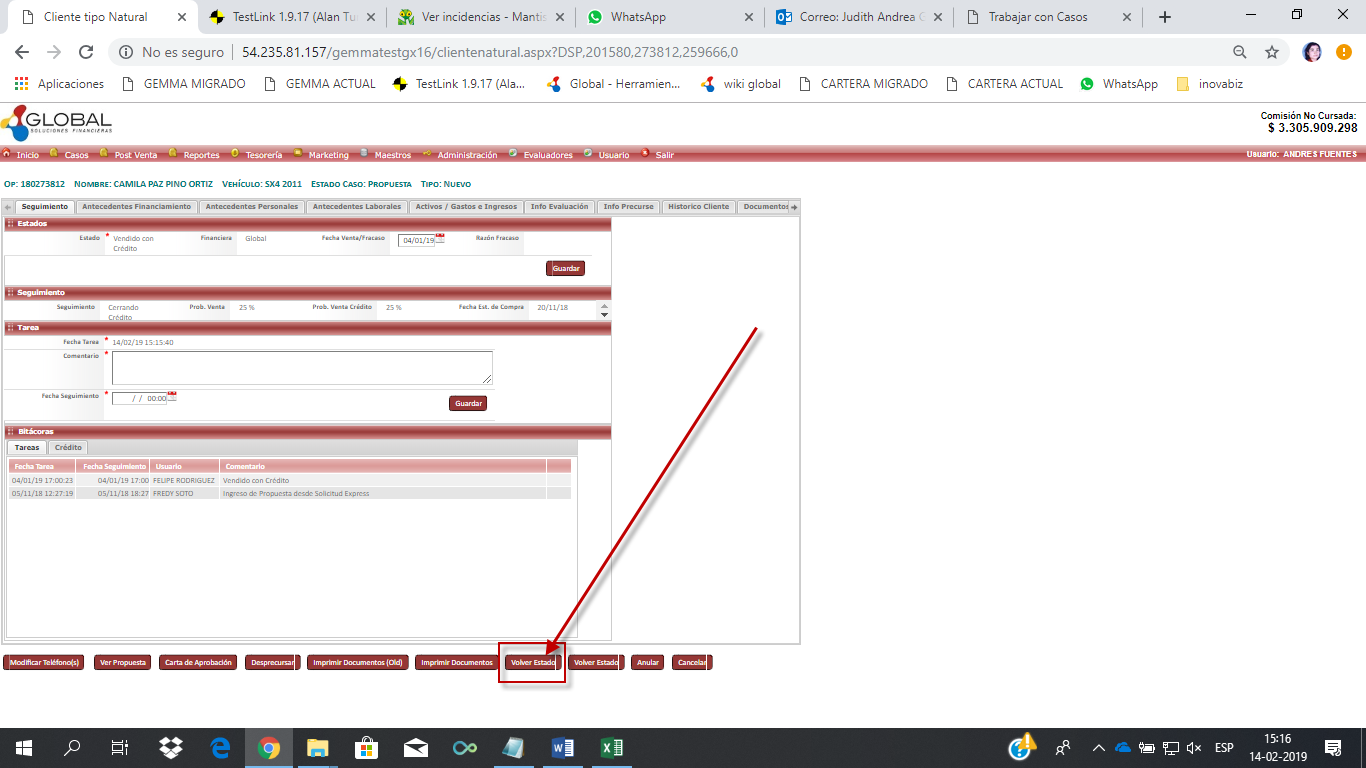 Cliente tipo Natural
TestLink 1.9.17 (Alan Tu
Ver incidencias - Mantis
WhatsApp
Correo: Judith Andrea G
Trabajar con Casos
No es seguro
54.235.81.157/gemmatestgx16/clientenatural.aspx?DSP,201580,273812,259666,0
Aplicaciones
GEMMA MIGRADO
GEMMA ACTUAL
TestLink 1.9.17 (Ala...
Global - Herramien...
wiki global
CARTERA MIGRADO
CARTERA ACTUAL
WhatsApp
inovabiz
GLOBAL
SOLUCIONES FINANCIERAS
Comisión No Cursada:
$ 3.305.909.298
Inicio Casos Post Venta Reportes Tesorería Marketing Maestros Administración Evaluadores Usuario Salir
Usuario: ANDRES FUENTES
OP: 180273812 NOMBRE: CAMILA PAZ PINO ORTIZ VEHÍCULO: SX4 2011 ESTADO CASO: PROPUESTA TIPO: NUEVO
Seguimiento Antecedentes Financiamiento Antecedentes Personales Antecedentes Laborales Activos / Gastos e Ingresos Info Evaluación Info Precurse Historico Cliente Documentos
Estados
Estado * Vendido con Crédito Financiera Global Fecha Venta/Fracaso 04/01/19 Razón Fracaso
Guardar
Seguimiento
Seguimiento Cerrando Crédito Prob. Venta 25 % Prob. Venta Crédito 25 % Fecha Est. de Compra 20/11/18
Tarea
Fecha Tarea * 14/02/19 15:15:40
Comentario *
Fecha Seguimiento * / / 00:00
Guardar
Bitácoras
Tareas Crédito
Fecha Tarea Fecha Seguimiento Usuario Comentario
04/01/19 17:00:23 04/01/19 17:00 FELIPE RODRIGUEZ Vendido con Crédito
05/11/18 12:27:19 05/11/18 18:27 FREDY SOTO Ingreso de Propuesta desde Solicitud Express
Modificar Teléfono(s) Ver Propuesta Carta de Aprobación Desprecursar Imprimir Documentos (Old) Imprimir Documentos Volver Estado Volver Estado Anular Cancelar
ESP
15:16
14-02-2019